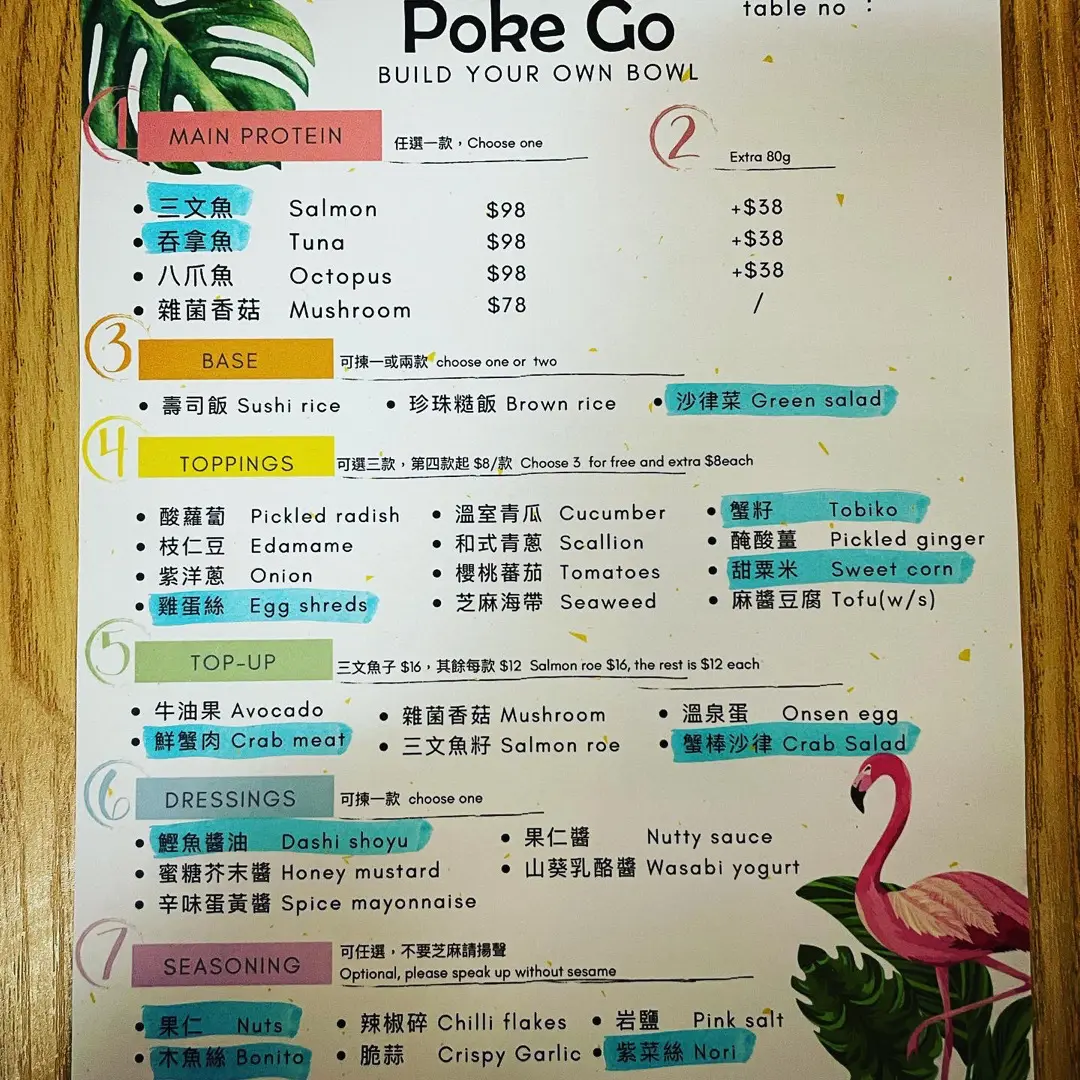 Poke Go
table no :
BUILD YOUR OWN BOWL
1 MAIN PROTEIN 任選一款，Choose one
2 Extra 80g
• 三文魚 Salmon $98 +$38
• 吞拿魚 Tuna $98 +$38
• 八爪魚 Octopus $98 +$38
• 雜菌香菇 Mushroom $78 /
3 BASE 可揀一或兩款 choose one or two
• 壽司飯 Sushi rice • 珍珠糙飯 Brown rice • 沙律菜 Green salad
4 TOPPINGS 可選三款，第四款起 $8/款 Choose 3 for free and extra $8each
• 酸蘿蔔 Pickled radish • 溫室青瓜 Cucumber • 蟹籽 Tobiko
• 枝仁豆 Edamame • 和式青蔥 Scallion • 醃酸薑 Pickled ginger
• 紫洋蔥 Onion • 櫻桃蕃茄 Tomatoes • 甜粟米 Sweet corn
• 雞蛋絲 Egg shreds • 芝麻海帶 Seaweed • 麻醬豆腐 Tofu(w/s)
5 TOP-UP 三文魚子 $16，其餘每款 $12 Salmon roe $16, the rest is $12 each
• 牛油果 Avocado • 雜菌香菇 Mushroom • 溫泉蛋 Onsen egg
• 鮮蟹肉 Crab meat • 三文魚籽 Salmon roe • 蟹棒沙律 Crab Salad
6 DRESSINGS 可揀一款 choose one
• 鰹魚醬油 Dashi shoyu • 果仁醬 Nutty sauce
• 蜜糖芥末醬 Honey mustard • 山葵乳酪醬 Wasabi yogurt
• 辛味蛋黃醬 Spice mayonnaise
7 SEASONING 可任選，不要芝麻請揚聲
Optional, please speak up without sesame
• 果仁 Nuts • 辣椒碎 Chilli flakes • 岩鹽 Pink salt
• 木魚絲 Bonito • 脆蒜 Crispy Garlic • 紫菜絲 Nori